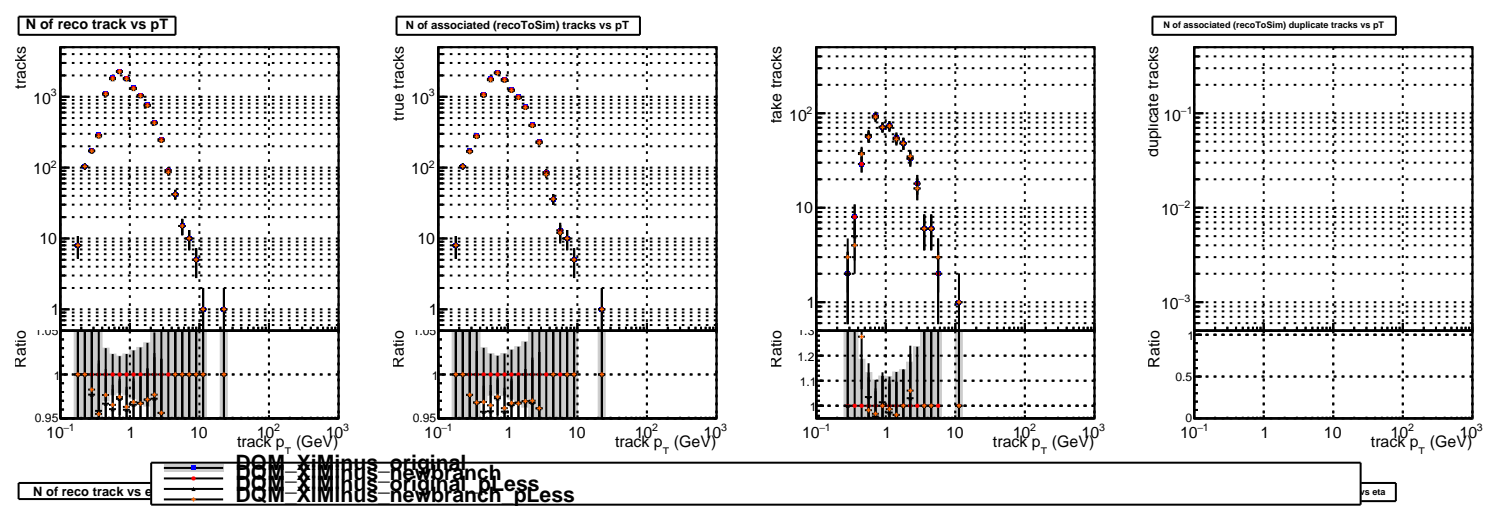 N of reco track vs pT
N of associated (recoToSim) tracks vs pT
N of associated (recoToSim) duplicate tracks vs pT
tracks
10³
10²
10
1
Ratio
1.05
1
0.95
10⁻¹ 1 10 10² 10³
track p_T (GeV)
true tracks
10³
10²
10
1
Ratio
1.05
1
0.95
10⁻¹ 1 10 10² 10³
track p_T (GeV)
fake tracks
10²
10
1
Ratio
1.3
1.2
1.1
1
10⁻¹ 1 10 10² 10³
track p_T (GeV)
duplicate tracks
10⁻¹
10⁻²
10⁻³
Ratio
1
0.5
0
10⁻¹ 1 10 10² 10³
track p_T (GeV)
DQM_XiMinus_original
DQM_XiMinus_newbranch
DQM_XiMinus_original_pLess
DQM_XiMinus_newbranch_pLess
N of reco track vs e
vs eta